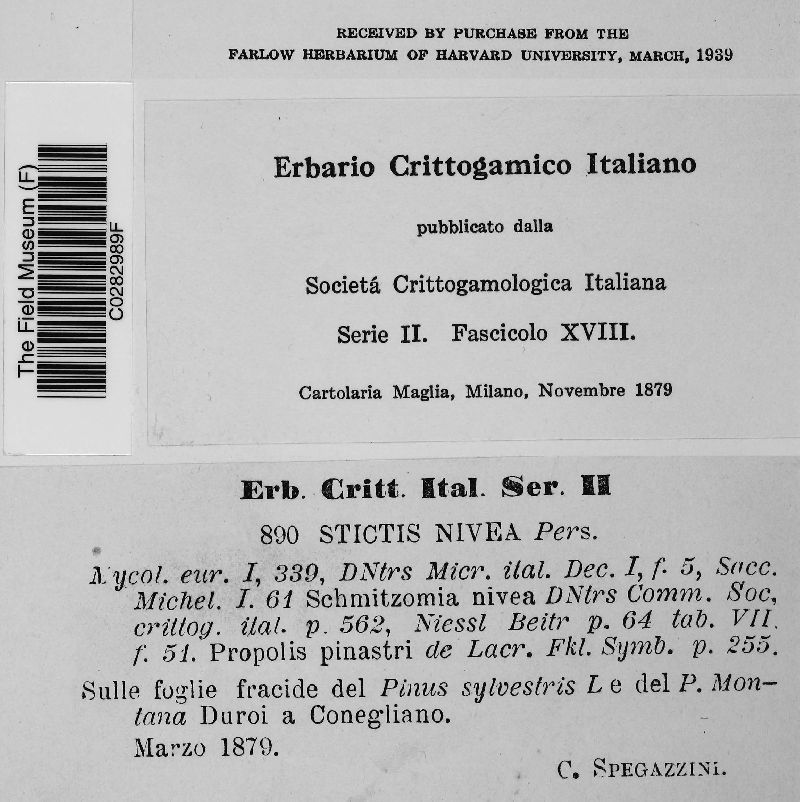 RECEIVED BY PURCHASE FROM THE
FARLOW HERBARIUM OF HARVARD UNIVERSITY, MARCH, 1939
The Field Museum (F)
C0282989F
Erbario Crittogamico Italiano
pubblicato dalla
Societá Crittogamologica Italiana
Serie II. Fascicolo XVIII.
Cartolaria Maglia, Milano, Novembre 1879
Erb. Critt. Ital. Ser. II
890 STICTIS NIVEA Pers.
Mycol. eur. I, 339, DNtrs Micr. ital. Dec. I, f. 5, Sacc.
Michel. I. 61 Schmitzomia nivea DNtrs Comm. Soc,
crittog. ital. p. 562, Niessl Beitr p. 64 tab. VII.
f. 51. Propolis pinastri de Lacr. Fkl. Symb. p. 255.
Sulle foglie fracide del Pinus sylvestris L e del P. Mon-
tana Duroi a Conegliano.
Marzo 1879.
C. SPEGAZZINI.